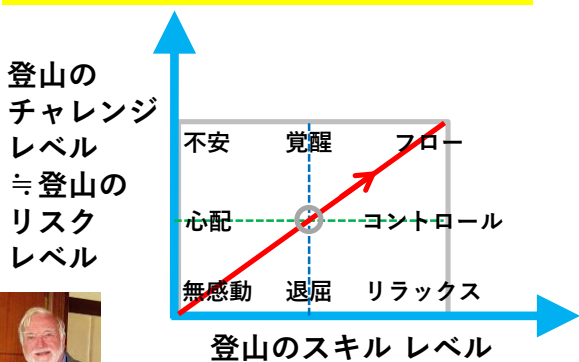 登山の
チャレンジ
レベル
≒登山の
リスク
レベル
不安 覚醒 フロー
心配 コントロール
無感動 退屈 リラックス
登山のスキル レベル